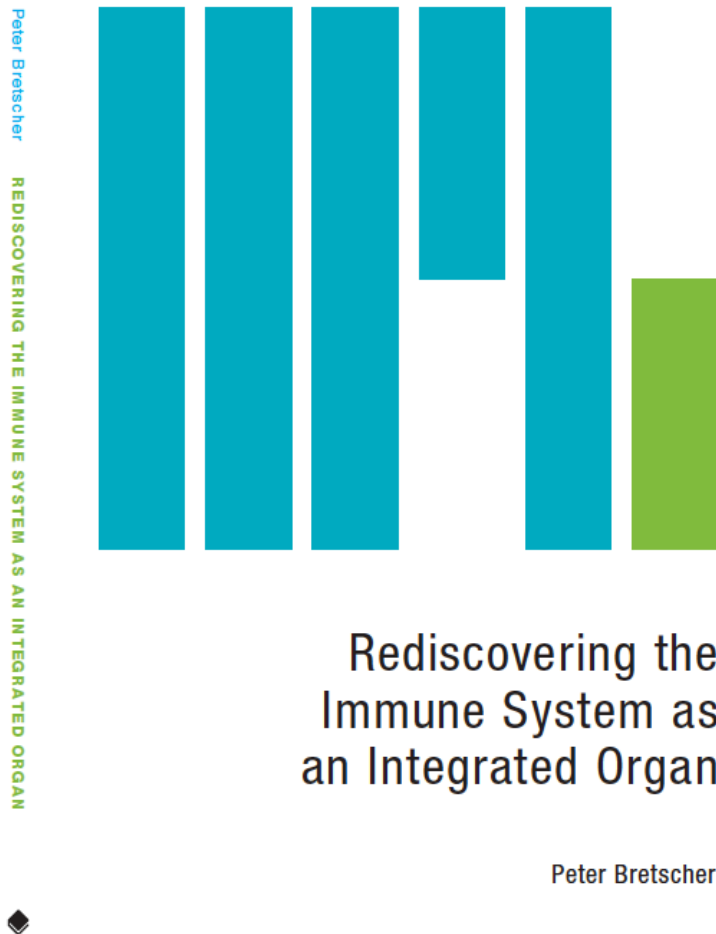 Peter Bretscher REDISCOVERING THE IMMUNE SYSTEM AS AN INTEGRATED ORGAN
Rediscovering the
Immune System as
an Integrated Organ
Peter Bretscher